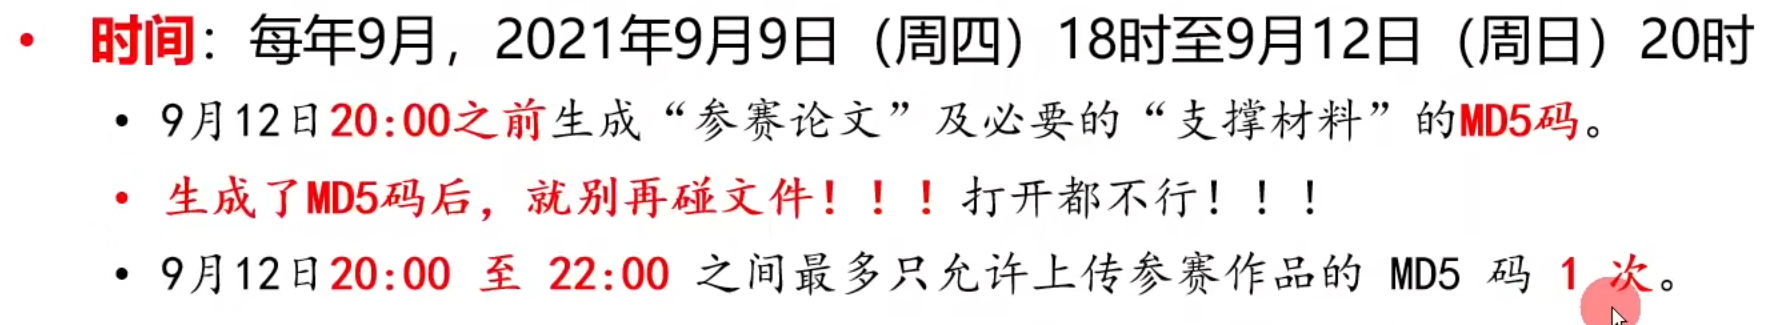 • 时间：每年9月，2021年9月9日（周四）18时至9月12日（周日）20时
• 9月12日20:00之前生成“参赛论文”及必要的“支撑材料”的MD5码。
• 生成了MD5码后，就别再碰文件！！！打开都不行！！！
• 9月12日20:00 至 22:00 之间最多只允许上传参赛作品的 MD5 码 1 次。